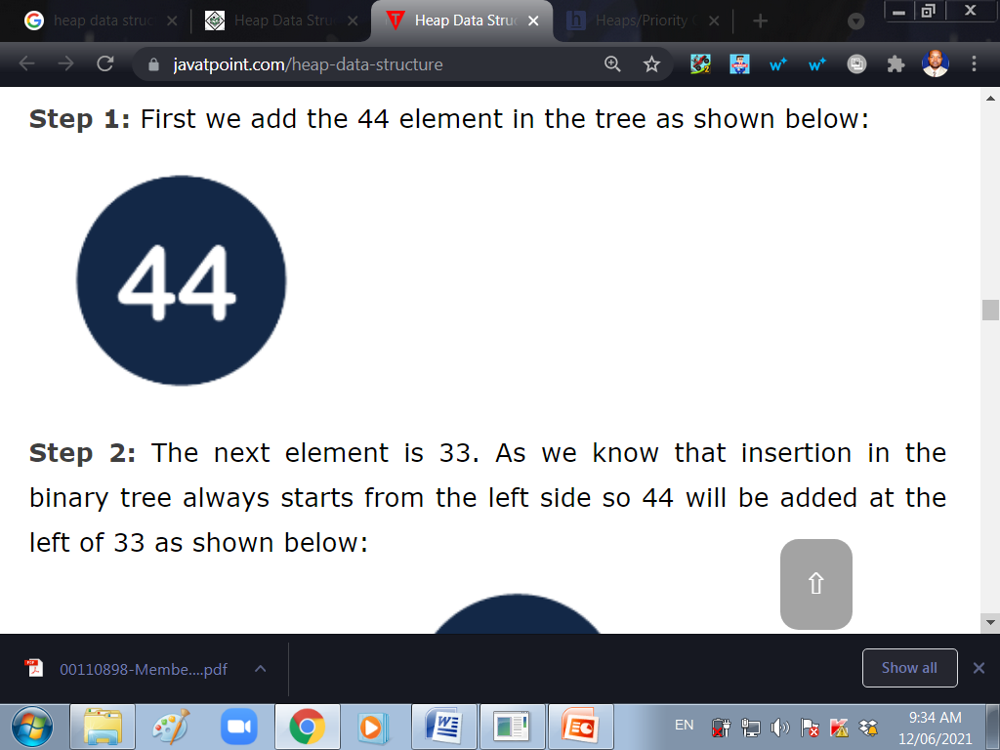 heap data struc
Heap Data Stru
Heap Data Stru
Heaps/Priority
javatpoint.com/heap-data-structure
Step 1: First we add the 44 element in the tree as shown below:
44
Step 2: The next element is 33. As we know that insertion in the
binary tree always starts from the left side so 44 will be added at the
left of 33 as shown below:
00110898-Membe....pdf
Show all
EN
9:34 AM
12/06/2021